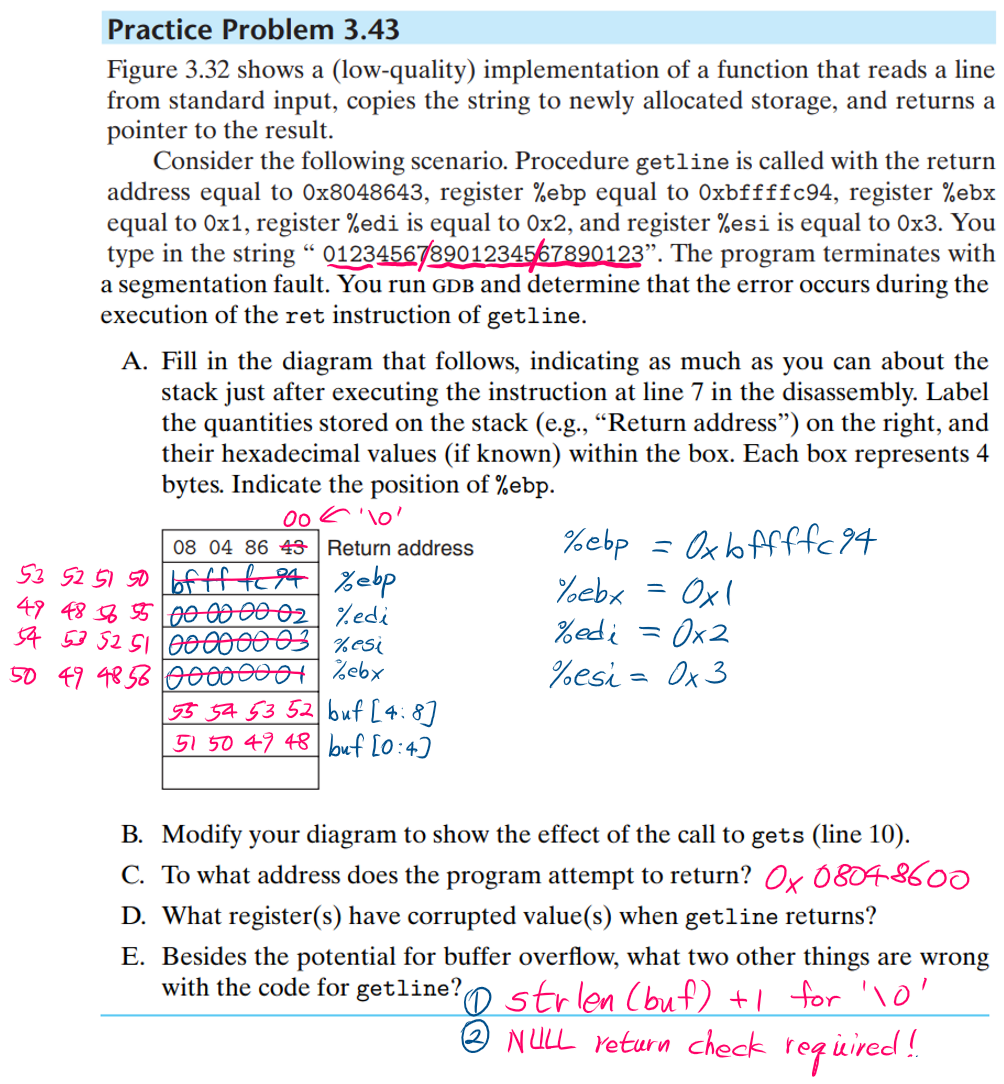 Practice Problem 3.43
Figure 3.32 shows a (low-quality) implementation of a function that reads a line
from standard input, copies the string to newly allocated storage, and returns a
pointer to the result.
Consider the following scenario. Procedure getline is called with the return
address equal to 0x8048643, register %ebp equal to 0xbffffc94, register %ebx
equal to 0x1, register %edi is equal to 0x2, and register %esi is equal to 0x3. You
type in the string “ 012345678901234567890123”. The program terminates with
a segmentation fault. You run GDB and determine that the error occurs during the
execution of the ret instruction of getline.
A. Fill in the diagram that follows, indicating as much as you can about the
stack just after executing the instruction at line 7 in the disassembly. Label
the quantities stored on the stack (e.g., “Return address”) on the right, and
their hexadecimal values (if known) within the box. Each box represents 4
bytes. Indicate the position of %ebp.
00 ← '\0'
08 04 86 43 Return address %ebp = 0xbffffc94
53 52 51 50 bfff fc 94 %ebp
%ebx = 0x1
49 48 56 55 00 00 00 02 %edi
%edi = 0x2
54 53 52 51 00000003 %esi
%esi = 0x3
50 49 48 56 00000001 %ebx
55 54 53 52 buf [4:8]
51 50 49 48 buf [0:4]
B. Modify your diagram to show the effect of the call to gets (line 10).
C. To what address does the program attempt to return? 0x 08048600
D. What register(s) have corrupted value(s) when getline returns?
E. Besides the potential for buffer overflow, what two other things are wrong
with the code for getline? ① strlen (buf) +1 for '\0'
② NULL return check required!